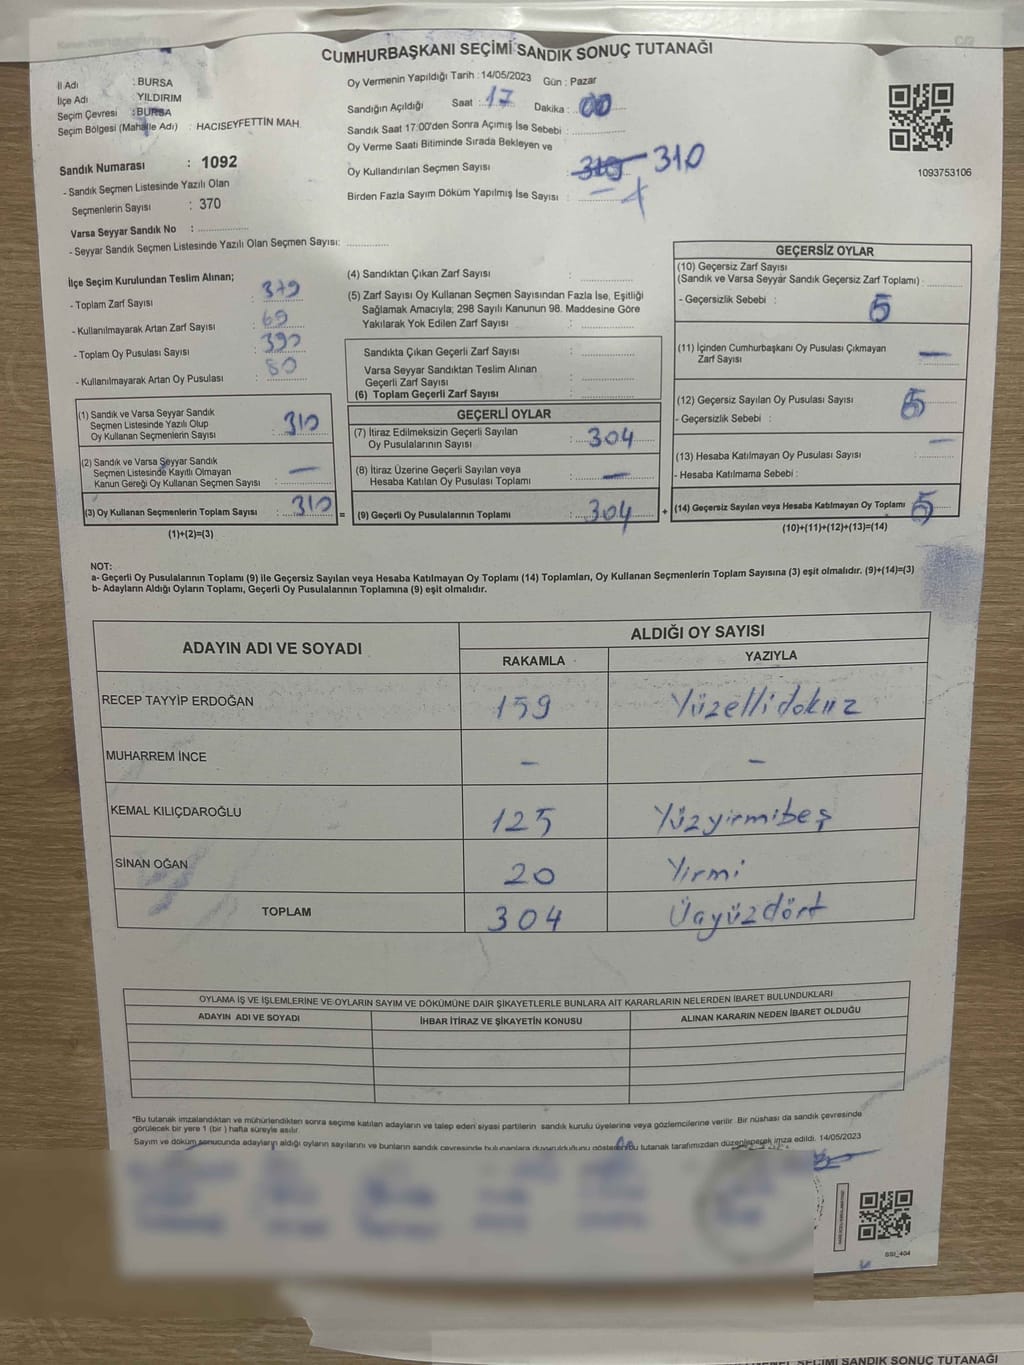 CUMHURBAŞKANI SEÇİMİ SANDIK SONUÇ TUTANAĞI
İl Adı : BURSA
İlçe Adı : YILDIRIM
Seçim Çevresi : BURSA
Seçim Bölgesi (Mahalle Adı) : HACISEYFETTİN MAH.
Oy Vermenin Yapıldığı Tarih : 14/05/2023 Gün : Pazar
Sandığın Açıldığı Saat : 17 Dakika : 00
Sandık Saat 17:00'den Sonra Açılmış İse Sebebi :
Oy Verme Saati Bitiminde Sırada Bekleyen ve
Oy Kullandırılan Seçmen Sayısı : 310
Birden Fazla Sayım Döküm Yapılmış İse Sayısı :
1093753106
Sandık Numarası : 1092
- Sandık Seçmen Listesinde Yazılı Olan
Seçmenlerin Sayısı : 370
Varsa Seyyar Sandık No :
- Seyyar Sandık Seçmen Listesinde Yazılı Olan Seçmen Sayısı:
İlçe Seçim Kurulundan Teslim Alınan;
- Toplam Zarf Sayısı : 379
- Kullanılmayarak Artan Zarf Sayısı : 69
- Toplam Oy Pusulası Sayısı : 390
- Kullanılmayarak Artan Oy Pusulası : 80
(1) Sandık ve Varsa Seyyar Sandık
Seçmen Listesinde Yazılı Olup
Oy Kullanan Seçmenlerin Sayısı : 310
(2) Sandık ve Varsa Seyyar Sandık
Seçmen Listesinde Kayıtlı Olmayan
Kanun Gereği Oy Kullanan Seçmen Sayısı : —
(3) Oy Kullanan Seçmenlerin Toplam Sayısı : 310 =
(1)+(2)=(3)
(4) Sandıktan Çıkan Zarf Sayısı :
(5) Zarf Sayısı Oy Kullanan Seçmen Sayısından Fazla İse, Eşitliği
Sağlamak Amacıyla; 298 Sayılı Kanunun 98. Maddesine Göre
Yakılarak Yok Edilen Zarf Sayısı :
Sandıkta Çıkan Geçerli Zarf Sayısı :
Varsa Seyyar Sandıktan Teslim Alınan
Geçerli Zarf Sayısı :
(6) Toplam Geçerli Zarf Sayısı :
GEÇERLİ OYLAR
(7) İtiraz Edilmeksizin Geçerli Sayılan
Oy Pusulalarının Sayısı : 304
(8) İtiraz Üzerine Geçerli Sayılan veya
Hesaba Katılan Oy Pusulası Toplamı : —
(9) Geçerli Oy Pusulalarının Toplamı : 304 +
GEÇERSİZ OYLAR
(10) Geçersiz Zarf Sayısı
(Sandık ve Varsa Seyyar Sandık Geçersiz Zarf Toplamı) :
- Geçersizlik Sebebi :
(11) İçinden Cumhurbaşkanı Oy Pusulası Çıkmayan
Zarf Sayısı : —
(12) Geçersiz Sayılan Oy Pusulası Sayısı :
- Geçersizlik Sebebi :
(13) Hesaba Katılmayan Oy Pusulası Sayısı : —
- Hesaba Katılmama Sebebi :
(14) Geçersiz Sayılan veya Hesaba Katılmayan Oy Toplamı
(10)+(11)+(12)+(13)=(14)
NOT:
a- Geçerli Oy Pusulalarının Toplamı (9) ile Geçersiz Sayılan veya Hesaba Katılmayan Oy Toplamı (14) Toplamları, Oy Kullanan Seçmenlerin Toplam Sayısına (3) eşit olmalıdır. (9)+(14)=(3)
b- Adayların Aldığı Oyların Toplamı, Geçerli Oy Pusulalarının Toplamına (9) eşit olmalıdır.
ADAYIN ADI VE SOYADI ALDIĞI OY SAYISI
RAKAMLA YAZIYLA
RECEP TAYYİP ERDOĞAN 159 Yüzellidokuz
MUHARREM İNCE - -
KEMAL KILIÇDAROĞLU 125 Yüzyirmibeş
SİNAN OĞAN 20 Yirmi
TOPLAM 304 Üçyüzdört
OYLAMA İŞ VE İŞLEMLERİNE VE OYLARIN SAYIM VE DÖKÜMÜNE DAİR ŞİKAYETLERLE BUNLARA AİT KARARLARIN NELERDEN İBARET BULUNDUKLARI
ADAYIN ADI VE SOYADI İHBAR İTİRAZ VE ŞİKAYETİN KONUSU ALINAN KARARIN NEDEN İBARET OLDUĞU
*Bu tutanak imzalandıktan ve mühürlendikten sonra seçime katılan adayların ve talep eden siyasi partilerin sandık kurulu üyelerine veya gözlemcilerine verilir. Bir nüshası da sandık çevresinde
görülecek bir yere 1 (bir) hafta süreyle asılır.
Sayım ve döküm sonucunda adayların aldığı oyların sayılarını ve bunların sandık çevresinde bulunanlara duyurulduğunu gösteren bu tutanak tarafımızdan düzenlenerek imza edildi. 14/05/2023
SSI_404
SEÇİMİ SANDIK SONUÇ TUTANAĞI